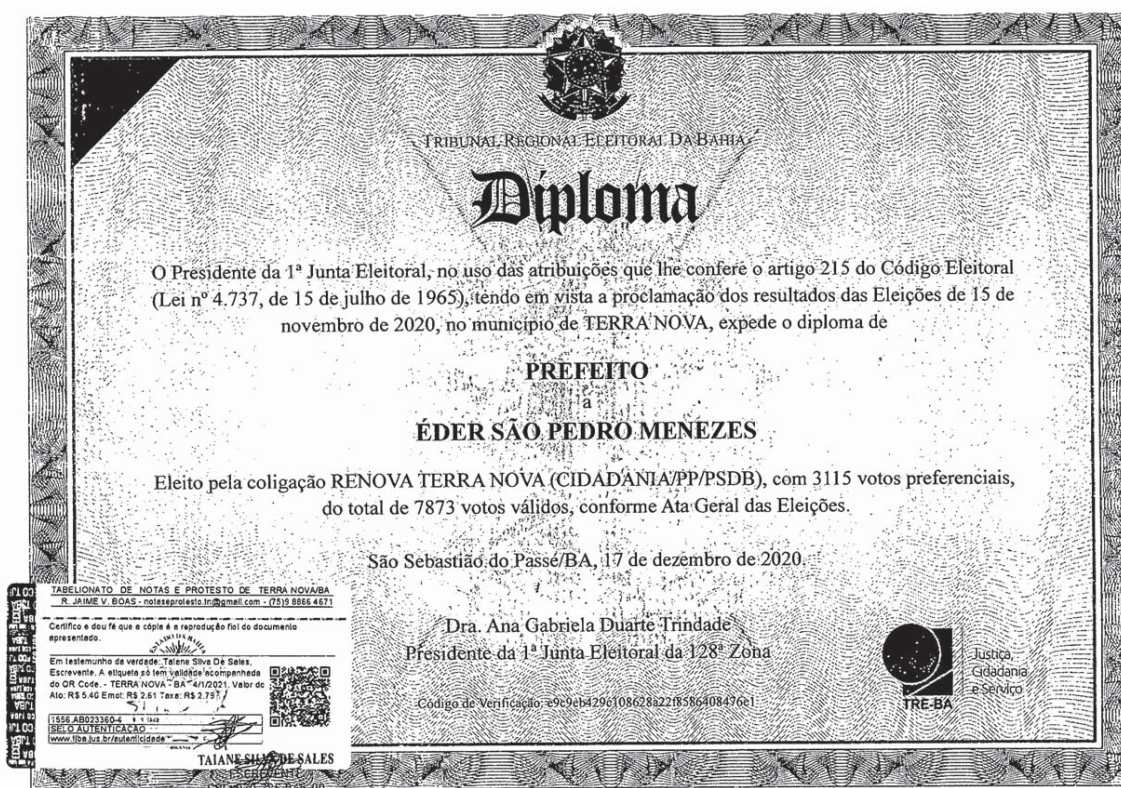 TRIBUNAL REGIONAL ELEITORAL DA BAHIA
Diploma
O Presidente da 1ª Junta Eleitoral, no uso das atribuições que lhe confere o artigo 215 do Código Eleitoral
(Lei nº 4.737, de 15 de julho de 1965), tendo em vista a proclamação dos resultados das Eleições de 15 de
novembro de 2020, no município de TERRA NOVA, expede o diploma de
PREFEITO
a
ÉDER SÃO PEDRO MENEZES
Eleito pela coligação RENOVA TERRA NOVA (CIDADANIA/PP/PSDB), com 3115 votos preferenciais,
do total de 7873 votos válidos, conforme Ata Geral das Eleições.
São Sebastião do Passé/BA, 17 de dezembro de 2020.
Dra. Ana Gabriela Duarte Trindade
Presidente da 1ª Junta Eleitoral da 128ª Zona
Código de Verificação: e9c9eb429c108628a22f8586408476e1
TRE-BA
Justiça,
Cidadania
e Serviço
TABELIONATO DE NOTAS E PROTESTO DE TERRA NOVA/BA
R. JAIME V. BOAS - notaseprotesto.tn@gmail.com - (75)9 8866 4671
Certifico e dou fé que a cópia é a reprodução fiel do documento
apresentado.
Em testemunho da verdade. Taiane Silva De Sales,
Escrevente. A etiqueta só tem validade acompanhada
do QR Code. - TERRA NOVA - BA 4/1/2021. Valor do
Ato: R$ 5.40 Emol: R$ 2.61 Taxa: R$ 2.79
1556.AB023360-4
SELO AUTENTICAÇÃO
www.tjba.jus.br/autenticidade
TAIANE SILVA DE SALES
ESCREVENTE